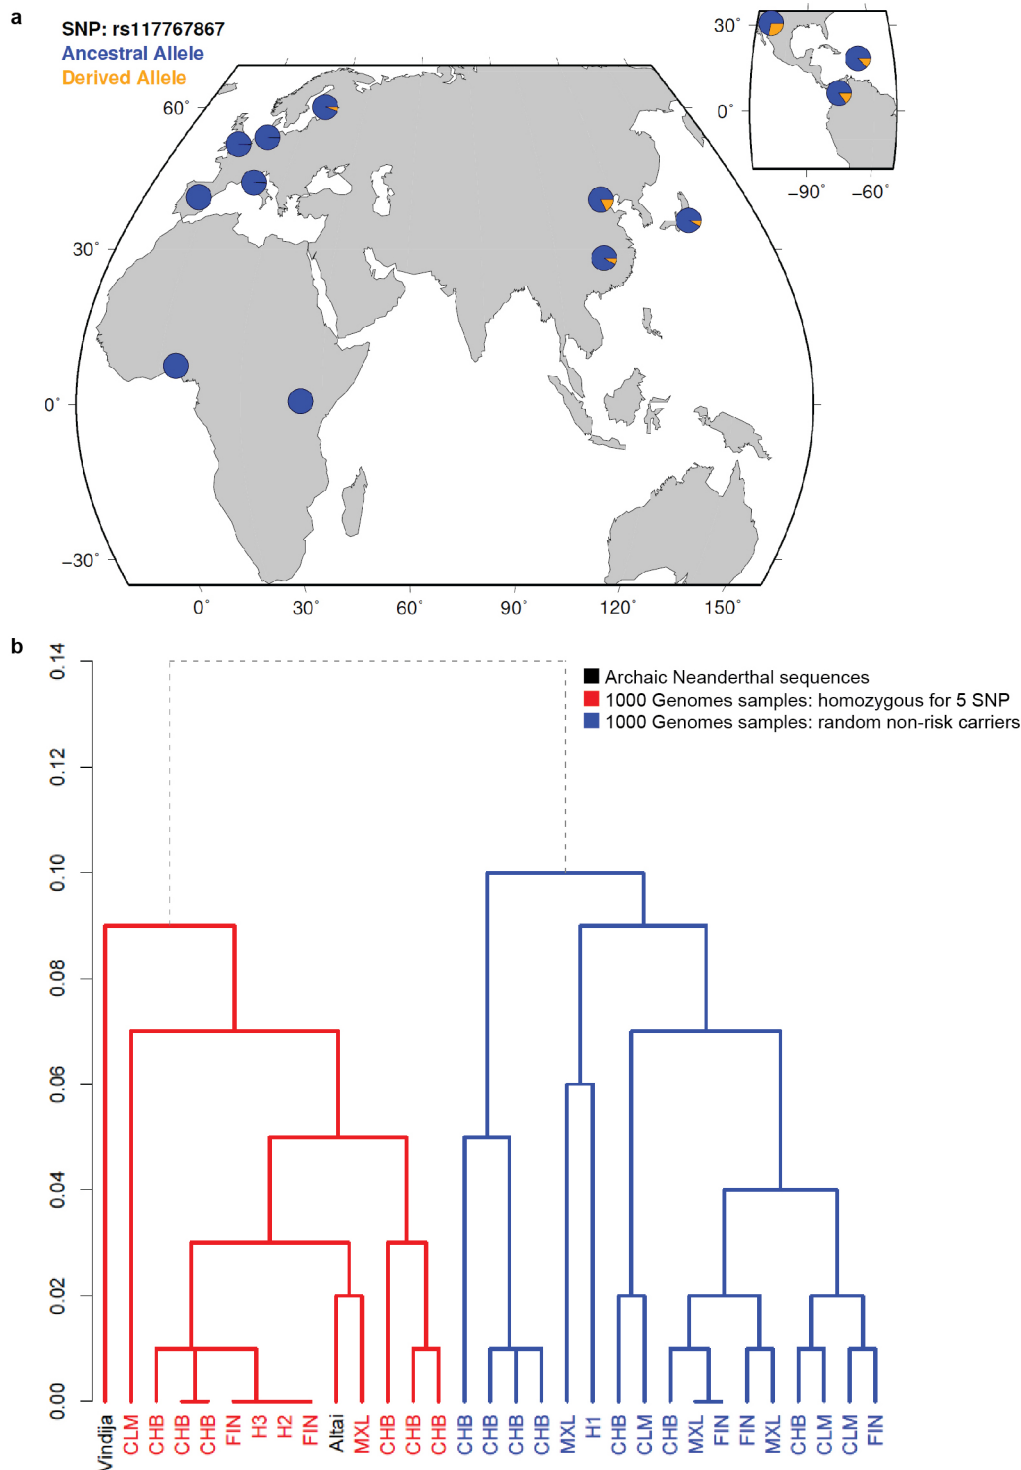 a
SNP: rs117767867
Ancestral Allele
Derived Allele
60°
30°
0°
−30°
0°
30°
60°
90°
120°
150°
30°
0°
−90°
−60°
b
0.14
0.12
0.10
0.08
0.06
0.04
0.02
0.00
Archaic Neanderthal sequences
1000 Genomes samples: homozygous for 5 SNP
1000 Genomes samples: random non-risk carriers
Vindija
CLM
CHB
CHB
CHB
FIN
H3
H2
FIN
Altai
MXL
CHB
CHB
CHB
CHB
CHB
CHB
CHB
MXL
H1
CHB
CLM
CHB
MXL
FIN
FIN
MXL
CHB
CLM
CLM
FIN